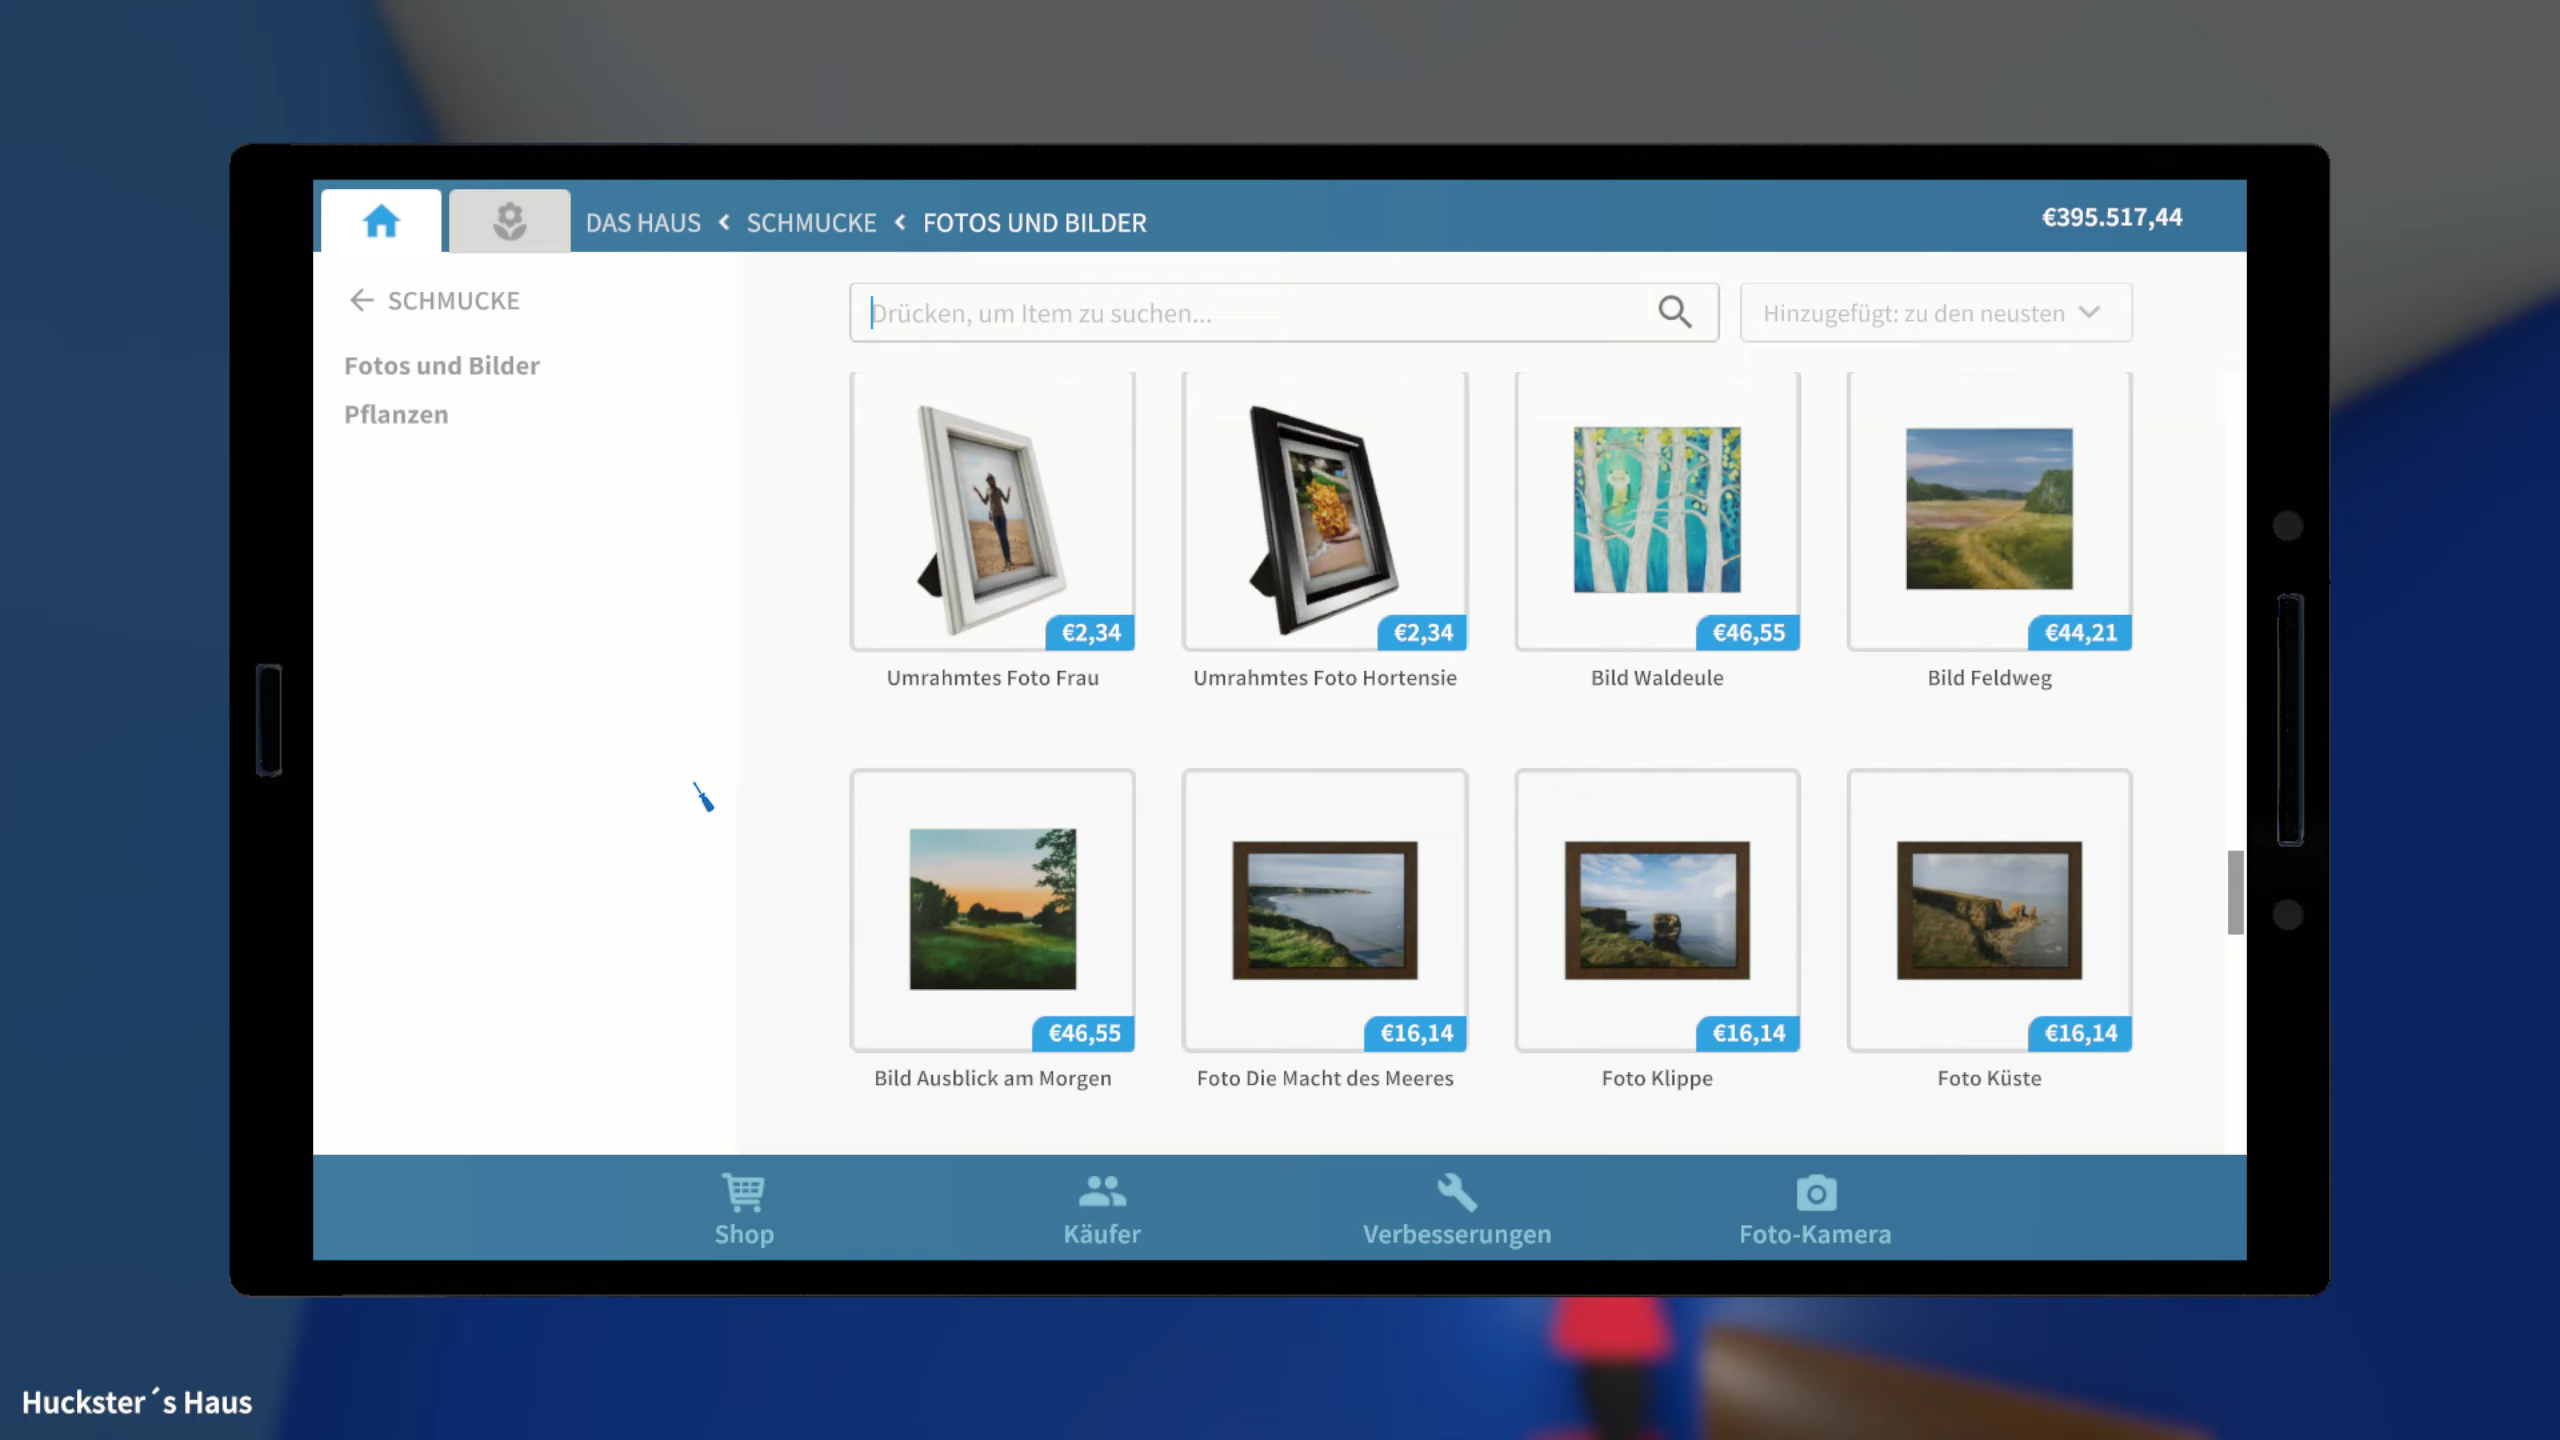 DAS HAUS < SCHMUCKE < FOTOS UND BILDER
€395.517,44
SCHMUCKE
Fotos und Bilder
Pflanzen
Drücken, um Item zu suchen...
Hinzugefügt: zu den neusten
€2,34
€2,34
€46,55
€44,21
Umrahmtes Foto Frau
Umrahmtes Foto Hortensie
Bild Waldeule
Bild Feldweg
€46,55
€16,14
€16,14
€16,14
Bild Ausblick am Morgen
Foto Die Macht des Meeres
Foto Klippe
Foto Küste
Shop
Käufer
Verbesserungen
Foto-Kamera
Huckster´s Haus